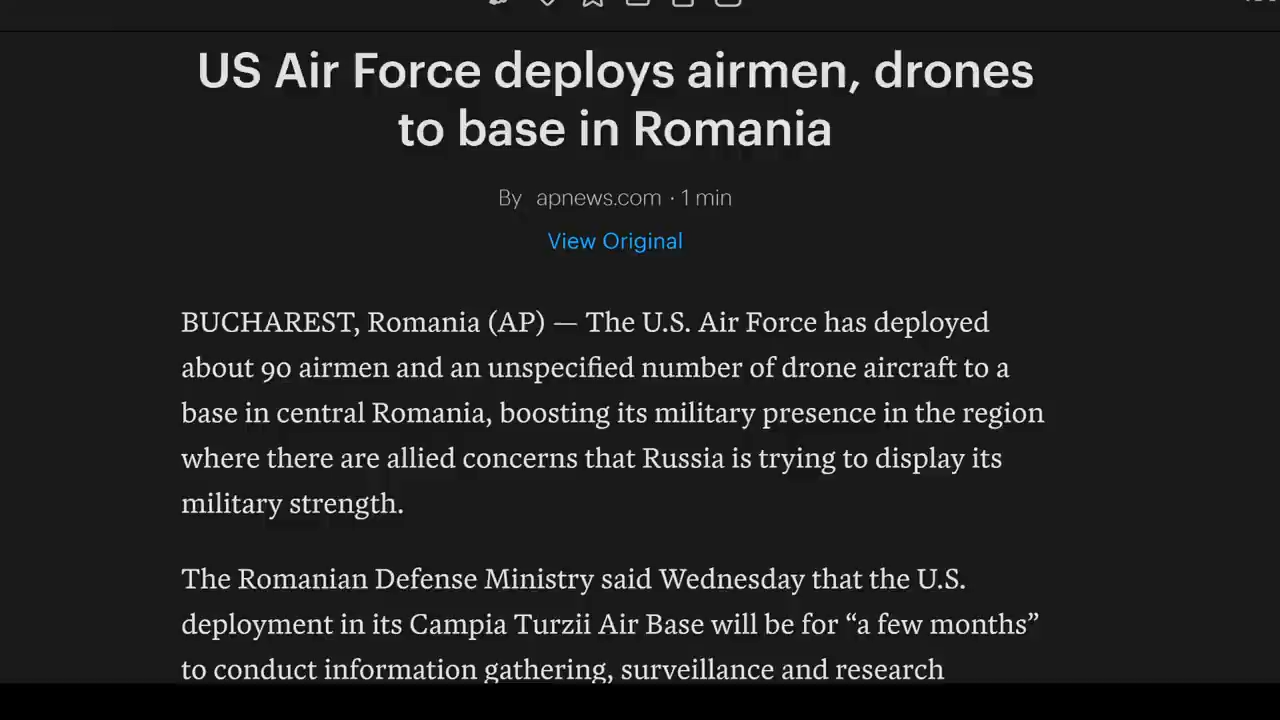 US Air Force deploys airmen, drones
to base in Romania
By apnews.com · 1 min
View Original
BUCHAREST, Romania (AP) — The U.S. Air Force has deployed
about 90 airmen and an unspecified number of drone aircraft to a
base in central Romania, boosting its military presence in the region
where there are allied concerns that Russia is trying to display its
military strength.
The Romanian Defense Ministry said Wednesday that the U.S.
deployment in its Campia Turzii Air Base will be for “a few months”
to conduct information gathering, surveillance and research